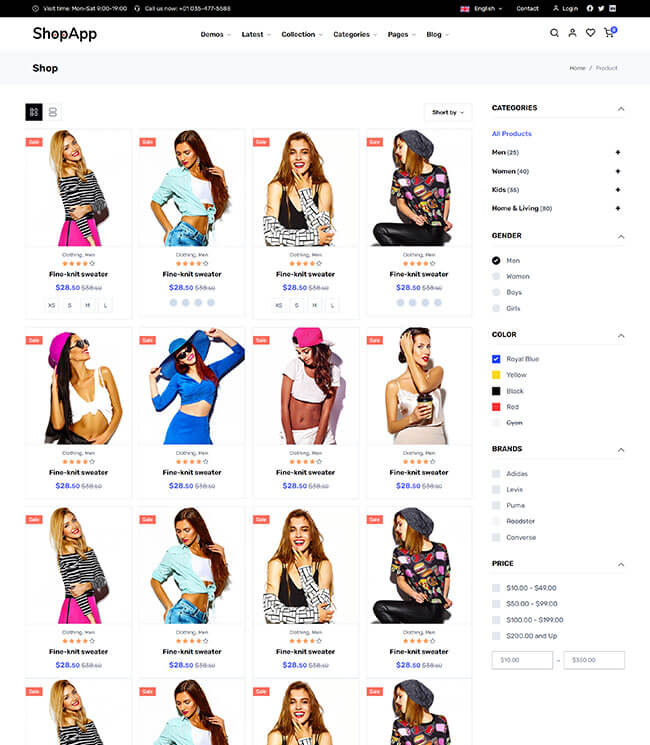 Visit time: Mon-Sat 9:00-19:00 Call us now: +01 035-477-5588 English Contact Login
ShopApp Demos Latest Collection Categories Pages Blog 0
Shop Home / Product
Short by
Sale Sale Sale Sale
Clothing, Men Clothing, Men Clothing, Men Clothing, Men
Fine-knit sweater Fine-knit sweater Fine-knit sweater Fine-knit sweater
$28.50 $38.50 $28.50 $38.50 $28.50 $38.50 $28.50 $38.50
XS S M L XS S M L
Sale Sale Sale Sale
Clothing, Men Clothing, Men Clothing, Men Clothing, Men
Fine-knit sweater Fine-knit sweater Fine-knit sweater Fine-knit sweater
$28.50 $38.50 $28.50 $38.50 $28.50 $38.50 $28.50 $38.50
Sale Sale Sale Sale
Clothing, Men Clothing, Men Clothing, Men Clothing, Men
Fine-knit sweater Fine-knit sweater Fine-knit sweater Fine-knit sweater
$28.50 $38.50 $28.50 $38.50 $28.50 $38.50 $28.50 $38.50
Sale Sale Sale Sale
CATEGORIES
All Products
Men (25)
Women (40)
Kids (35)
Home & Living (80)
GENDER
Men
Women
Boys
Girls
COLOR
Royal Blue
Yellow
Black
Red
Cyan
BRANDS
Adidas
Levis
Puma
Roadster
Converse
PRICE
$10.00 - $49.00
$50.00 - $99.00
$100.00 - $199.00
$200.00 and Up
$10.00 - $350.00